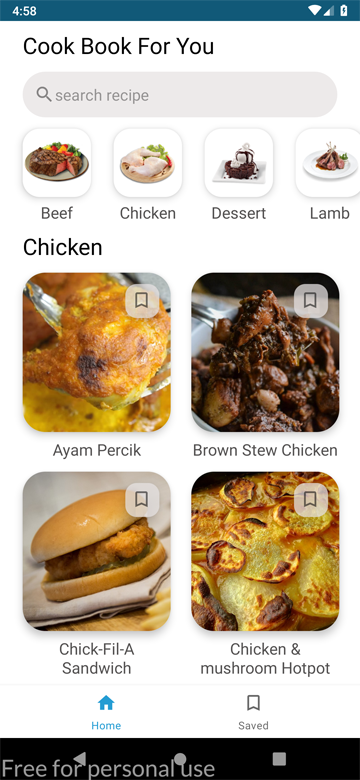 4:58
Cook Book For You
search recipe
Beef Chicken Dessert Lamb
Chicken
Ayam Percik Brown Stew Chicken
Chick-Fil-A Sandwich
Chicken & mushroom Hotpot
Home Saved
Free for personal use